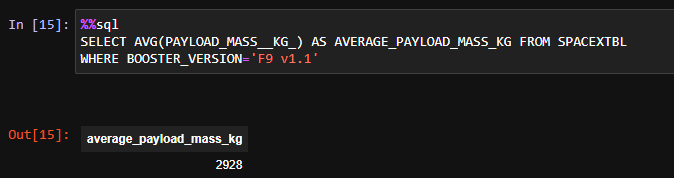 In [15]: %%sql
SELECT AVG(PAYLOAD_MASS__KG_) AS AVERAGE_PAYLOAD_MASS_KG FROM SPACEXTBL
WHERE BOOSTER_VERSION='F9 v1.1'
Out[15]: average_payload_mass_kg
2928